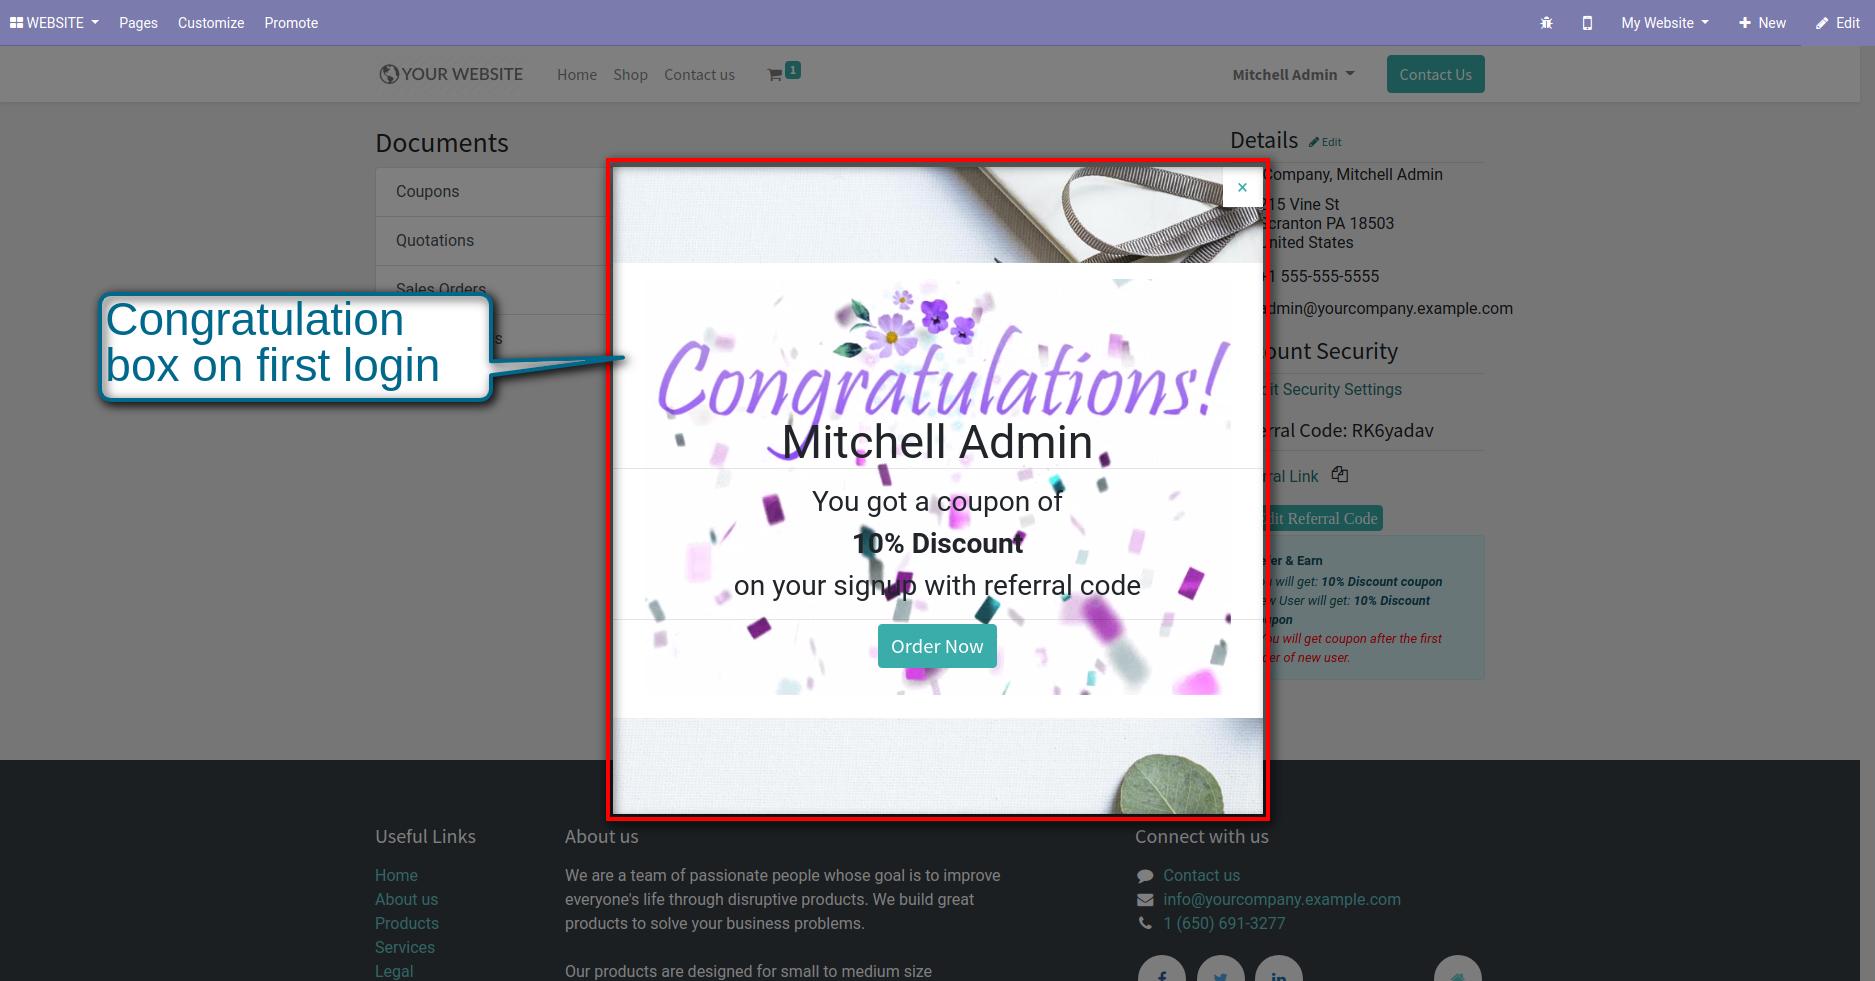 WEBSITE
Pages
Customize
Promote
My Website
New
Edit
YOUR WEBSITE
Home
Shop
Contact us
1
Mitchell Admin
Contact Us
Documents
Coupons
Quotations
Sales Orders
s
Congratulation
box on first login
×
Congratulations!
Mitchell Admin
You got a coupon of
10% Discount
on your signup with referral code
Order Now
Details
Edit
Company, Mitchell Admin
215 Vine St
Scranton PA 18503
United States
+1 555-555-5555
admin@yourcompany.example.com
ount Security
it Security Settings
rral Code: RK6yadav
ral Link
dit Referral Code
er & Earn
u will get: 10% Discount coupon
w User will get: 10% Discount
upon
ou will get coupon after the first
er of new user.
Useful Links
Home
About us
Products
Services
Legal
About us
We are a team of passionate people whose goal is to improve
everyone's life through disruptive products. We build great
products to solve your business problems.
Our products are designed for small to medium size
Connect with us
Contact us
info@yourcompany.example.com
1 (650) 691-3277